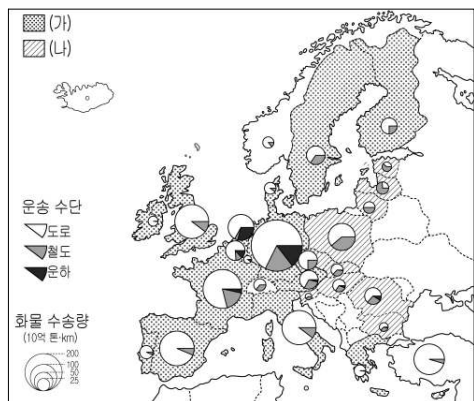 (가)
(나)
운송 수단
도로
철도
운하
화물 수송량
(10억 톤·km)
200
100
50
25